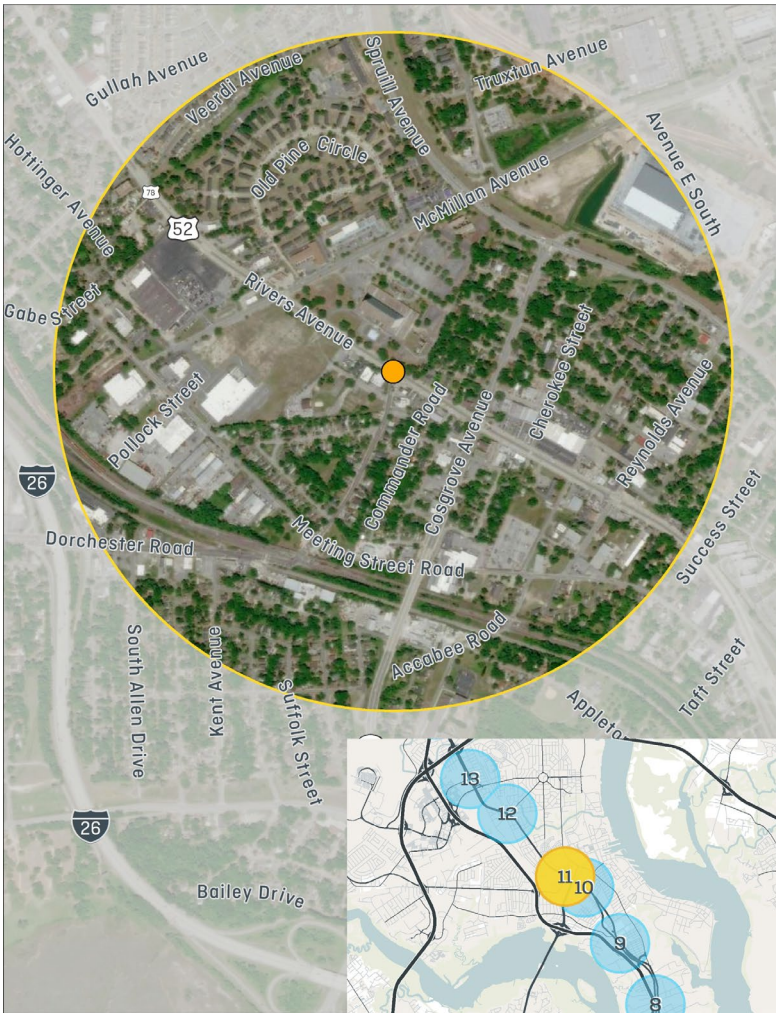 Gullah Avenue
Veerdi Avenue
Spruill Avenue
Truxtun Avenue
Avenue E South
Hottinger Avenue
Old Pine Circle
78
52
McMillan Avenue
Gabe Street
Rivers Avenue
Cherokee Street
Pollock Street
Commander Road
Cosgrove Avenue
Reynolds Avenue
26
Success Street
Dorchester Road
Meeting Street Road
South Allen Drive
Kent Avenue
Suffolk Street
Accabee Road
Taft Street
Appleto
26
Bailey Drive
13
12
11
10
9
8